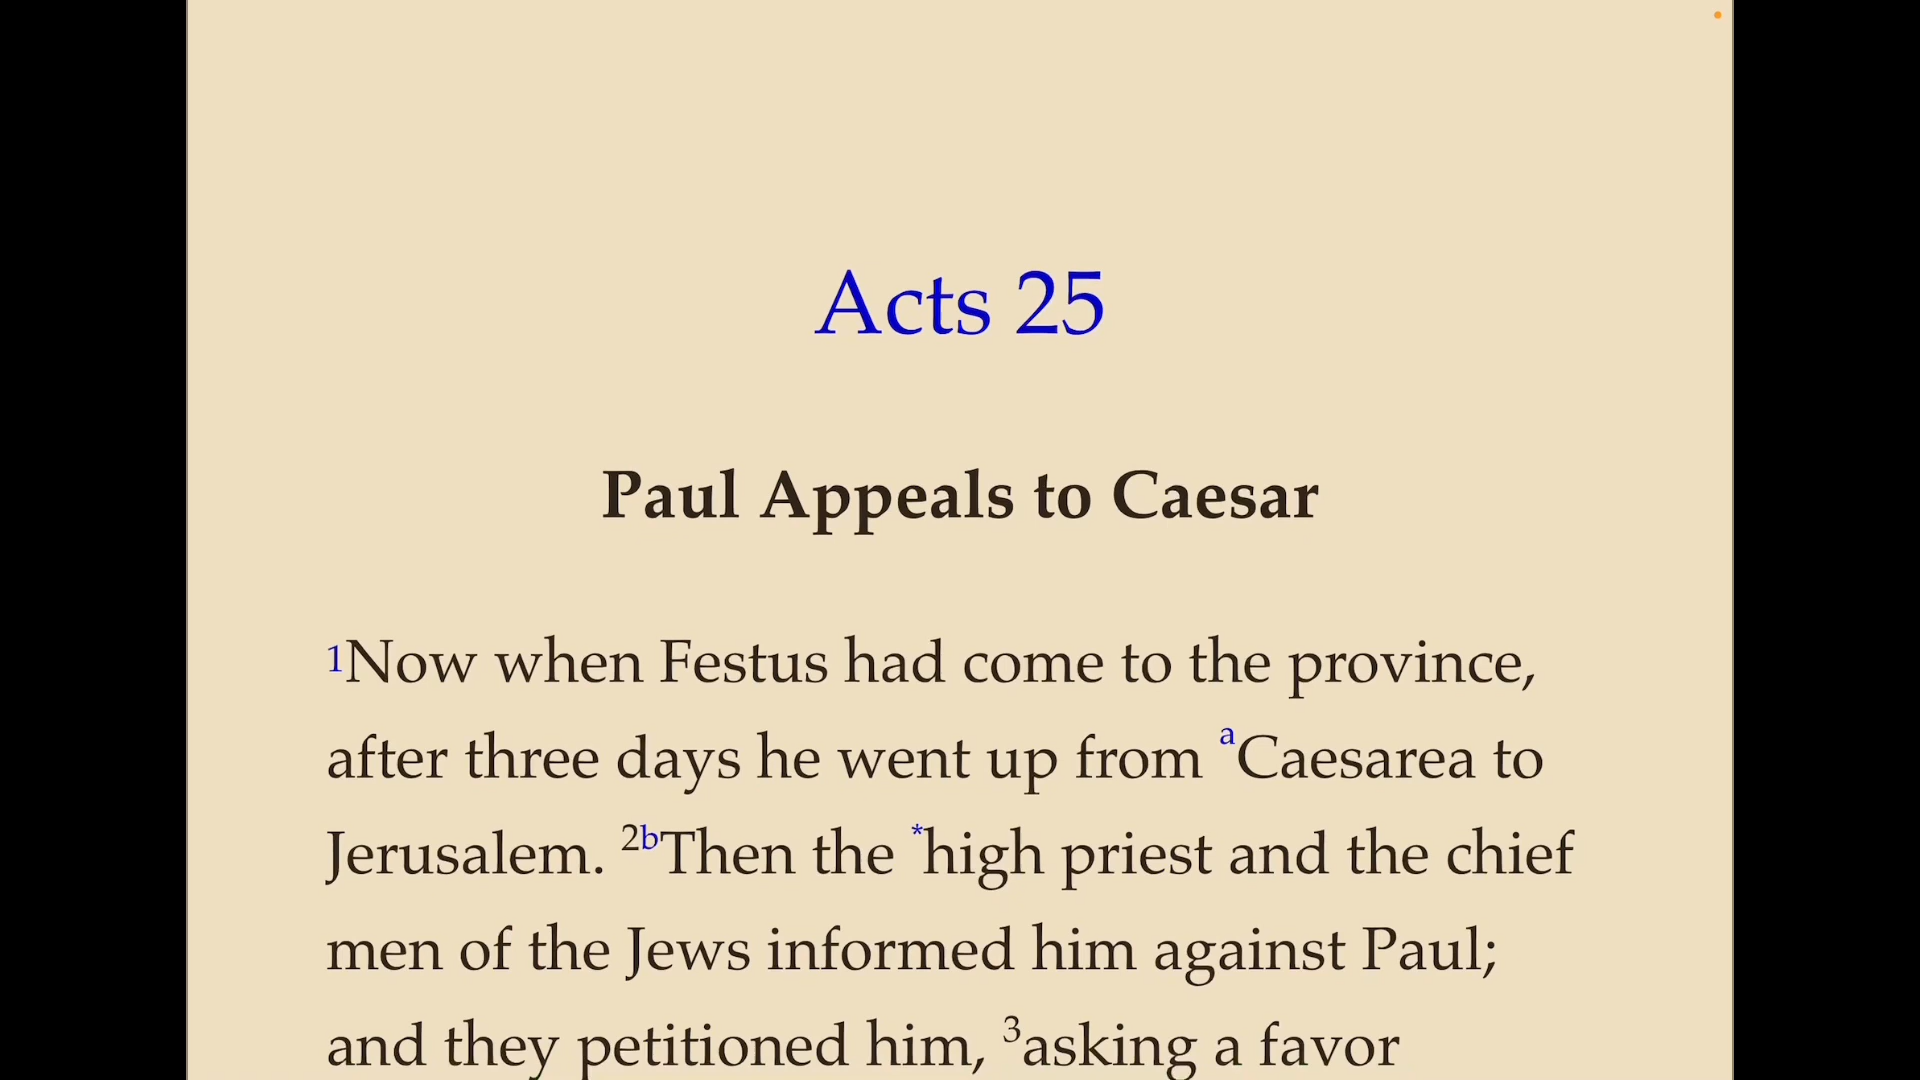 Acts 25
Paul Appeals to Caesar
1Now when Festus had come to the province,
after three days he went up from aCaesarea to
Jerusalem. 2bThen the *high priest and the chief
men of the Jews informed him against Paul;
and they petitioned him, 3asking a favor